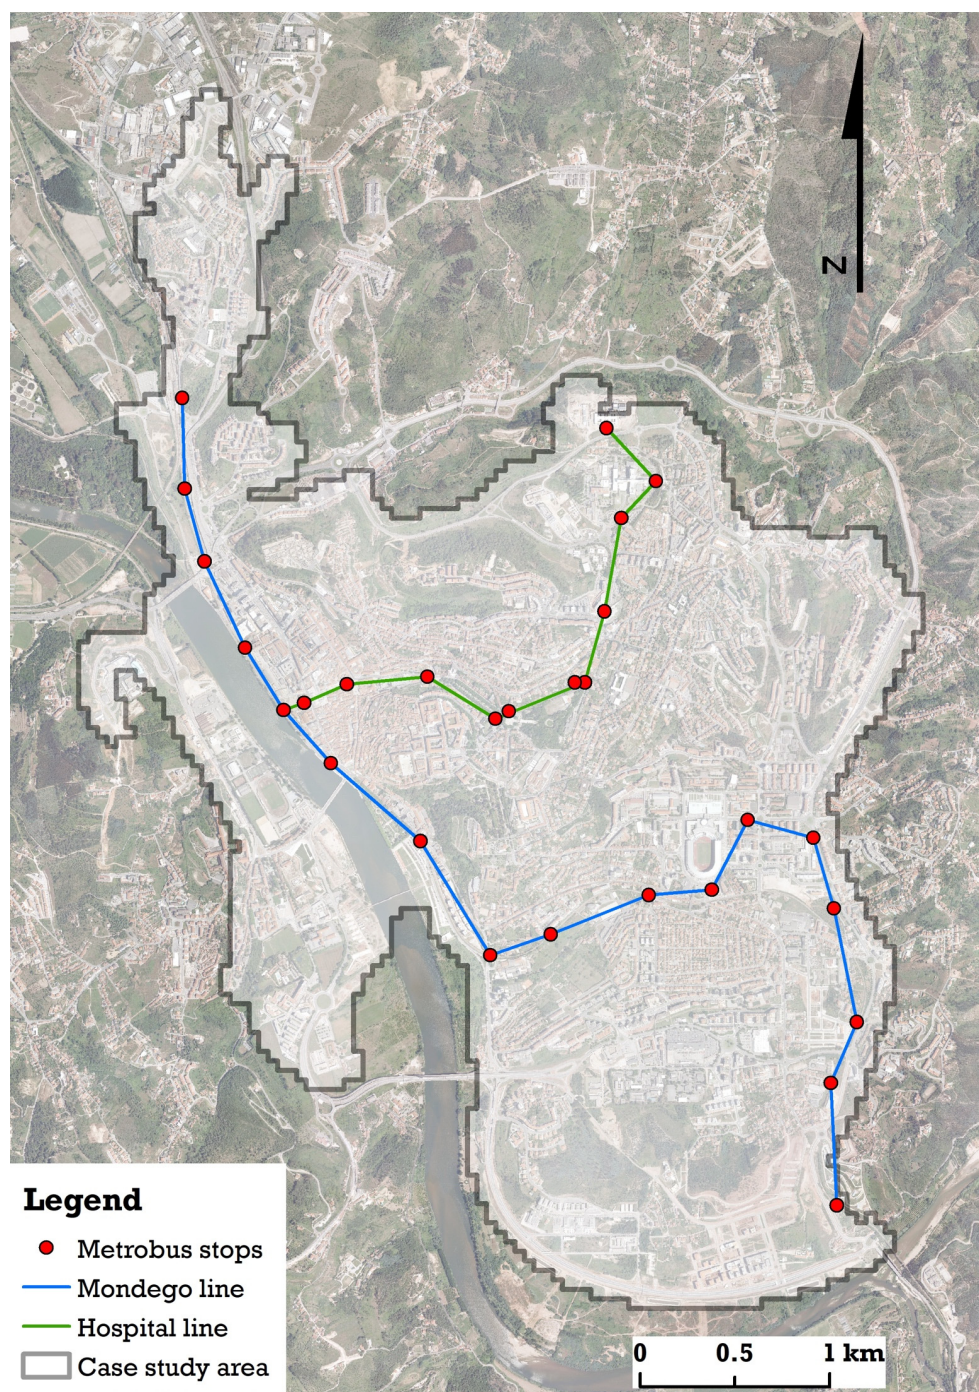 N
Legend
Metrobus stops
Mondego line
Hospital line
Case study area
0 0.5 1 km